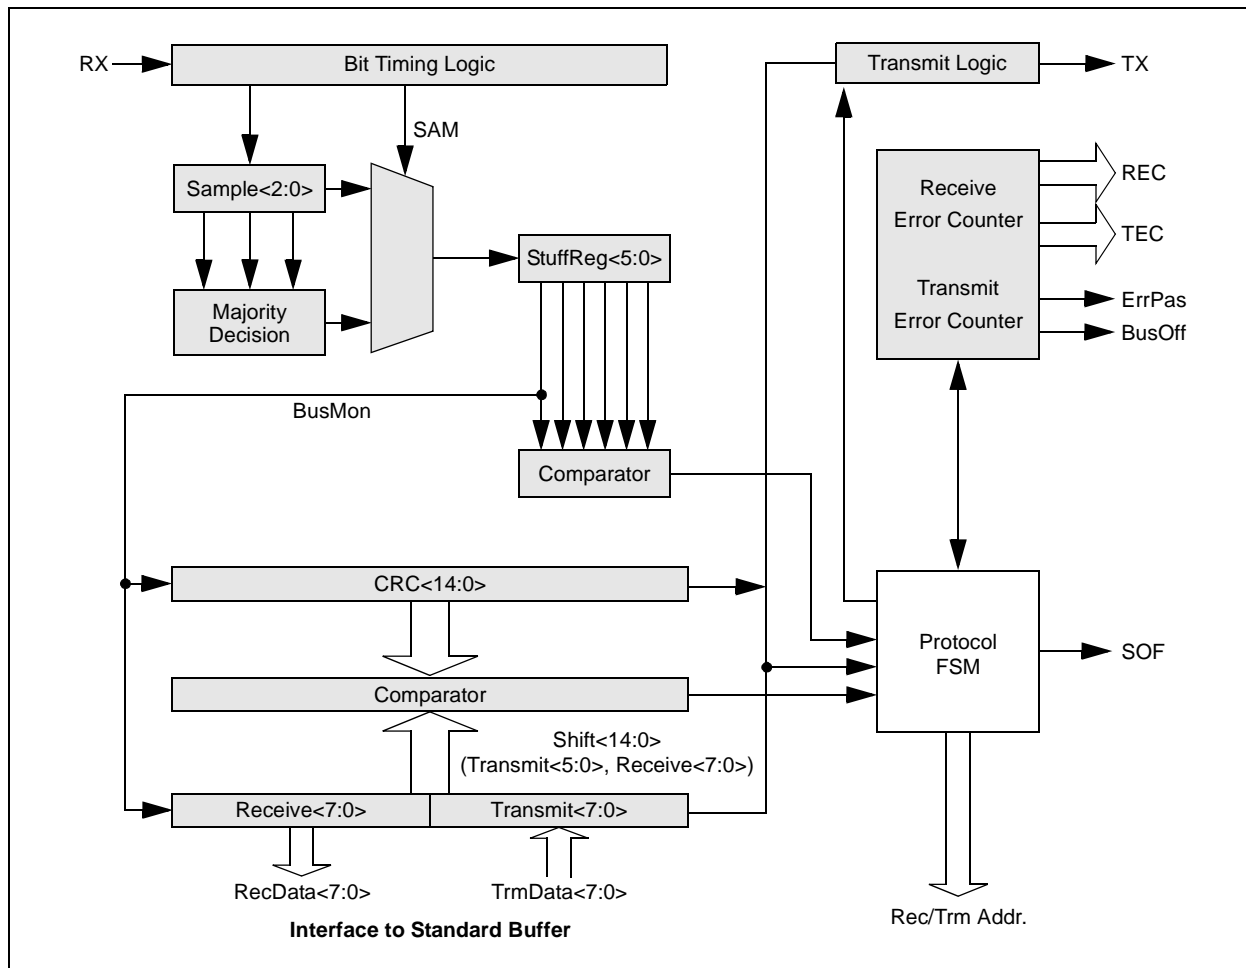 RX
Bit Timing Logic
Transmit Logic
TX
SAM
Sample<2:0>
Receive
Error Counter
REC
TEC
StuffReg<5:0>
Majority
Decision
Transmit
Error Counter
ErrPas
BusOff
BusMon
Comparator
CRC<14:0>
Protocol
FSM
SOF
Comparator
Shift<14:0>
(Transmit<5:0>, Receive<7:0>)
Receive<7:0>
Transmit<7:0>
RecData<7:0>
TrmData<7:0>
Rec/Trm Addr.
Interface to Standard Buffer